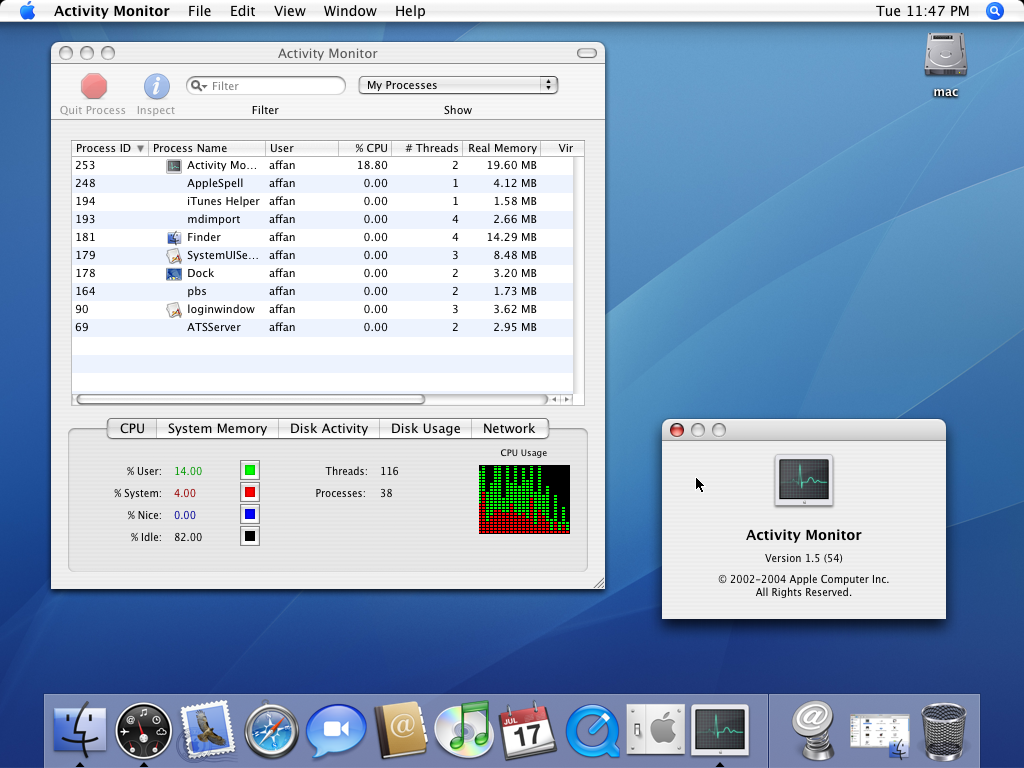 Activity Monitor File Edit View Window Help Tue 11:47 PM
mac
Activity Monitor
Filter
My Processes
Quit Process Inspect Filter Show
Process ID Process Name User % CPU # Threads Real Memory Vir
253 Activity Mo... affan 18.80 2 19.60 MB
248 AppleSpell affan 0.00 1 4.12 MB
194 iTunes Helper affan 0.00 1 1.58 MB
193 mdimport affan 0.00 4 2.66 MB
181 Finder affan 0.00 4 14.29 MB
179 SystemUISe... affan 0.00 3 8.48 MB
178 Dock affan 0.00 2 3.20 MB
164 pbs affan 0.00 2 1.73 MB
90 loginwindow affan 0.00 3 3.62 MB
69 ATSServer affan 0.00 2 2.95 MB
CPU System Memory Disk Activity Disk Usage Network
CPU Usage
% User: 14.00 Threads: 116
% System: 4.00 Processes: 38
% Nice: 0.00
% Idle: 82.00
Activity Monitor
Version 1.5 (54)
© 2002-2004 Apple Computer Inc.
All Rights Reserved.
JUL
17